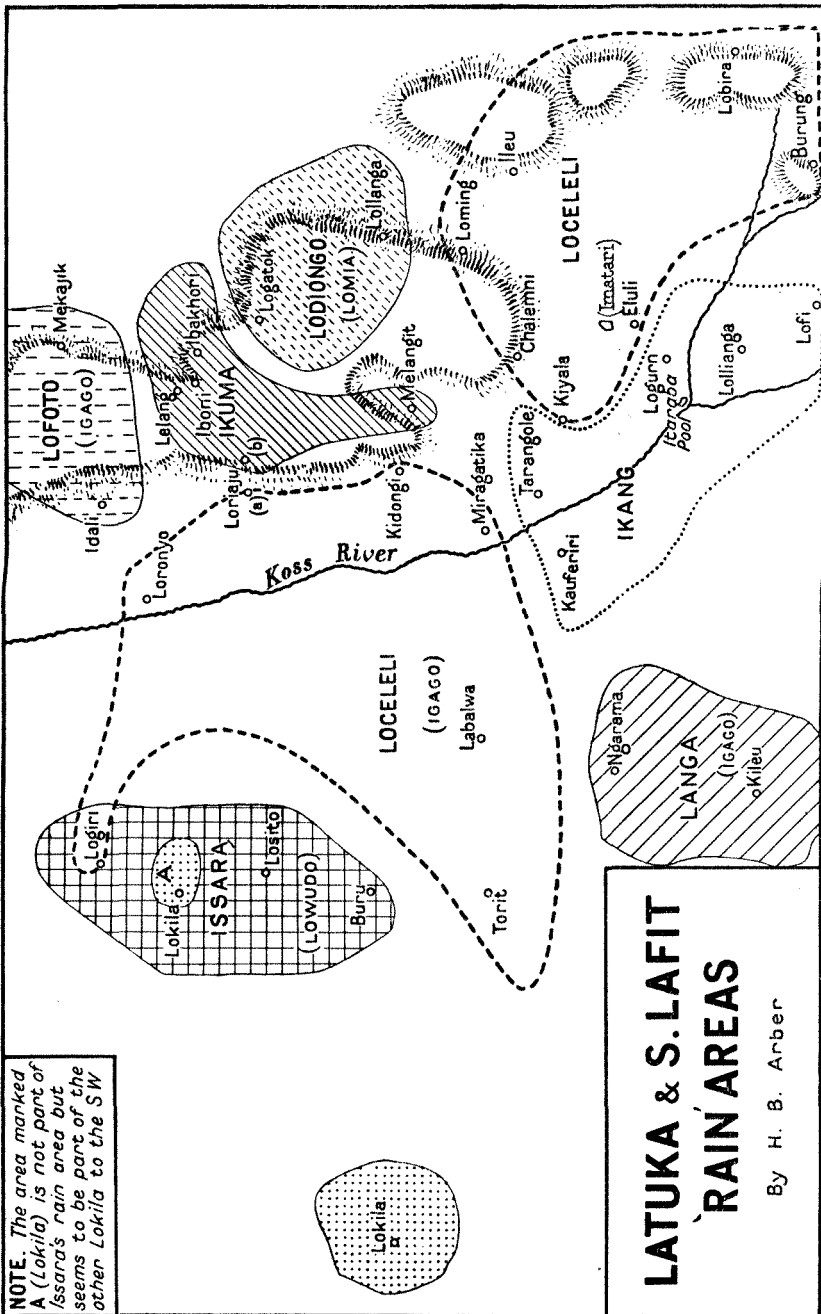 NOTE. The area marked
A (Lokila) is not part of
Issara's rain area but
seems to be part of the
other Lokila to the SW
Lokila
Logiri
A
Lokila
ISSARA
Losito
(LOWUDO)
Buru
Torit
LOCELELI
(IGAGO)
Labalwa
Koss River
Loronyo
Idali
LOFOTO
(IGAGO)
Mekajik
Lelang
Ibori
Ibakhori
IKUMA
Loriaju
(a)
(b)
Logatok
LODIONGO
(LOMIA)
Lollanga
Kidongi
Melangit
Miragatika
Chalemni
Loming
Ileu
Tarangole
Kiyala
LOCELELI
(Imatari)
Eluli
Kauferiri
IKANG
Logurn
Itaraba
Pool
Lollianga
Lofi
Lobira
Burung
Ngarama
LANGA
(IGAGO)
Kileu
LATUKA & S. LAFIT
'RAIN' AREAS
By H. B. Arber